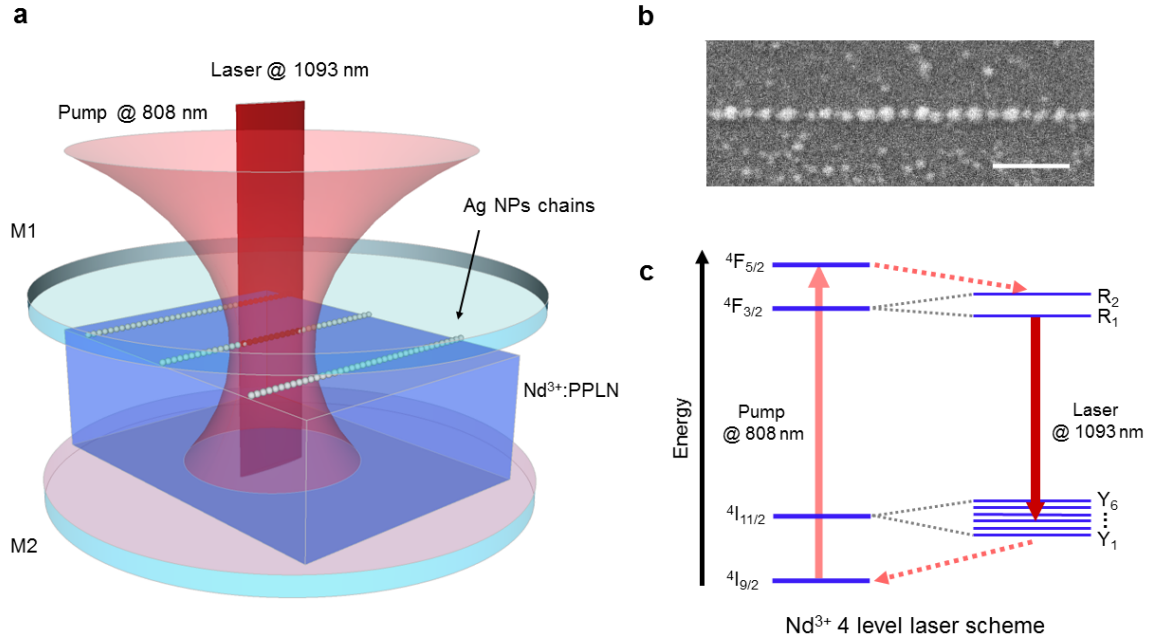 a
Laser @ 1093 nm
Pump @ 808 nm
Ag NPs chains
M1
Nd³⁺:PPLN
M2
b
c
Energy
⁴F₅/₂
⁴F₃/₂
R₂
R₁
Pump
@ 808 nm
Laser
@ 1093 nm
⁴I₁₁/₂
Y₆
⋮
Y₁
⁴I₉/₂
Nd³⁺ 4 level laser scheme